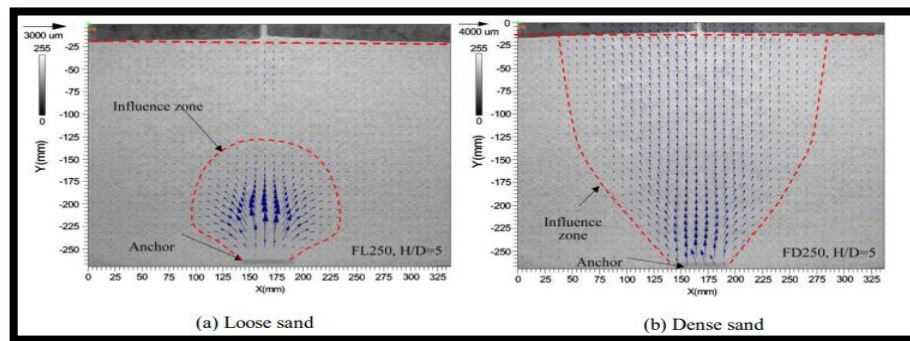 3000 um
255
0
Y(mm)
0
-25
-50
-75
-100
-125
-150
-175
-200
-225
-250
Influence zone
Anchor
FL250, H/D=5
0 25 50 75 100 125 150 175 200 225 250 275 300 325
X(mm)
(a) Loose sand
4000 um
255
0
Y(mm)
0
-25
-50
-75
-100
-125
-150
-175
-200
-225
-250
Influence
zone
Anchor
FD250, H/D=5
0 25 50 75 100 125 150 175 200 225 250 275 300 325
X(mm)
(b) Dense sand